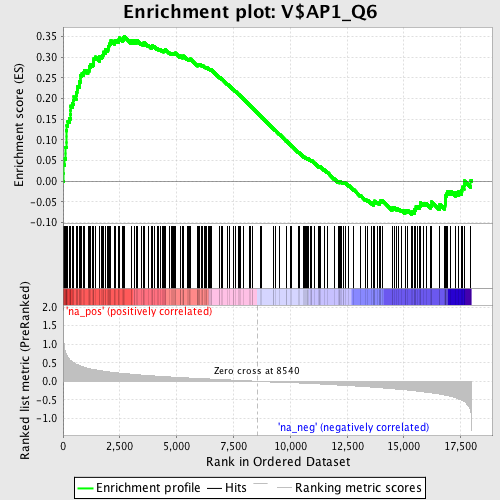 Enrichment plot: V$AP1_Q6
Enrichment score (ES)
0.35
0.30
0.25
0.20
0.15
0.10
0.05
0.00
-0.05
-0.10
Ranked list metric (PreRanked)
'na_pos' (positively correlated)
2.0
1.5
1.0
0.5
0.0
-0.5
-1.0
Zero cross at 8540
'na_neg' (negatively correlated)
0
2,500
5,000
7,500
10,000
12,500
15,000
17,500
Rank in Ordered Dataset
Enrichment profile
Hits
Ranking metric scores